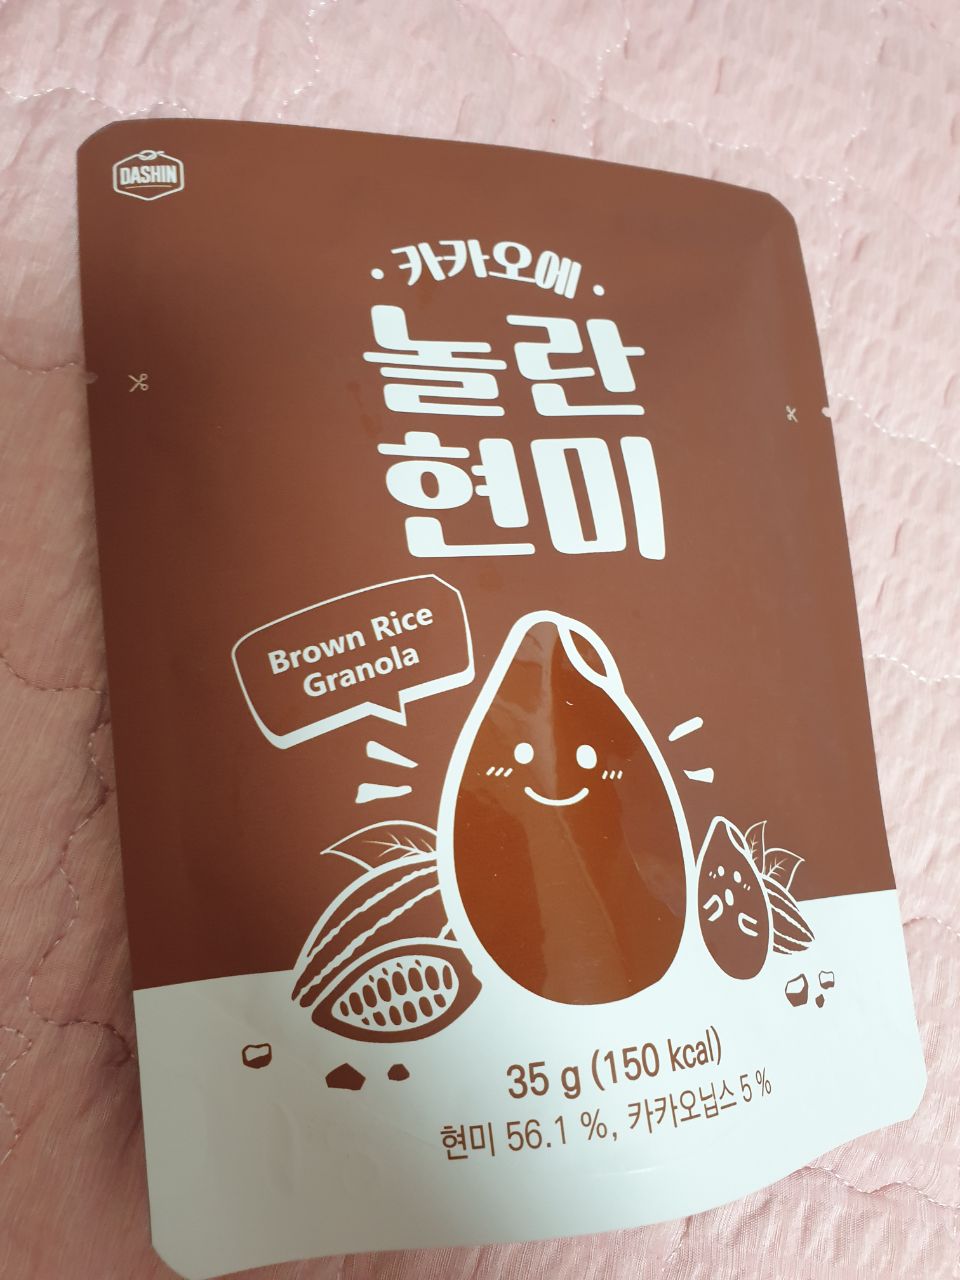 DASHIN
· 카카오에 ·
놀란
현미
Brown Rice
Granola
35 g (150 kcal)
현미 56.1 %, 카카오닙스 5 %